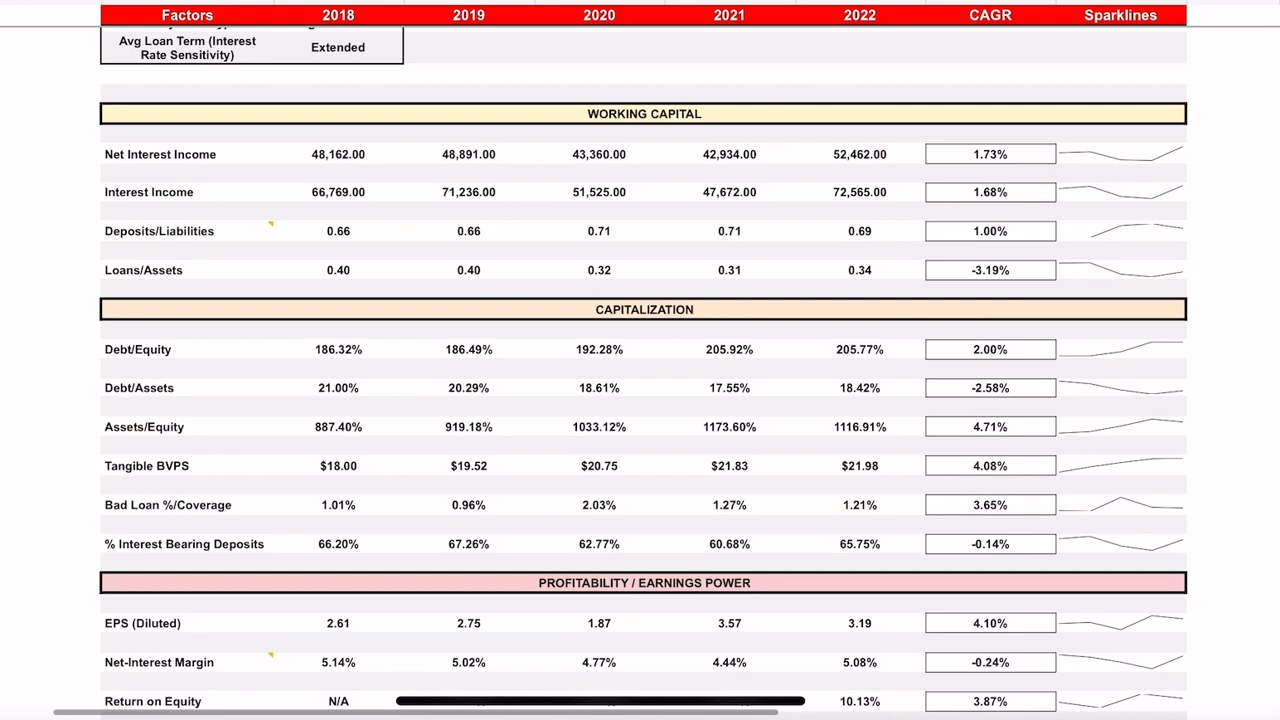 Factors 2018 2019 2020 2021 2022 CAGR Sparklines
Avg Loan Term (Interest Rate Sensitivity) Extended
WORKING CAPITAL
Net Interest Income 48,162.00 48,891.00 43,360.00 42,934.00 52,462.00 1.73%
Interest Income 66,769.00 71,236.00 51,525.00 47,672.00 72,565.00 1.68%
Deposits/Liabilities 0.66 0.66 0.71 0.71 0.69 1.00%
Loans/Assets 0.40 0.40 0.32 0.31 0.34 -3.19%
CAPITALIZATION
Debt/Equity 186.32% 186.49% 192.28% 205.92% 205.77% 2.00%
Debt/Assets 21.00% 20.29% 18.61% 17.55% 18.42% -2.58%
Assets/Equity 887.40% 919.18% 1033.12% 1173.60% 1116.91% 4.71%
Tangible BVPS $18.00 $19.52 $20.75 $21.83 $21.98 4.08%
Bad Loan %/Coverage 1.01% 0.96% 2.03% 1.27% 1.21% 3.65%
% Interest Bearing Deposits 66.20% 67.26% 62.77% 60.68% 65.75% -0.14%
PROFITABILITY / EARNINGS POWER
EPS (Diluted) 2.61 2.75 1.87 3.57 3.19 4.10%
Net-Interest Margin 5.14% 5.02% 4.77% 4.44% 5.08% -0.24%
Return on Equity N/A 10.13% 3.87%